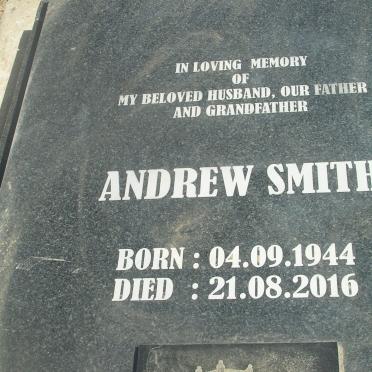 IN LOVING MEMORY
OF
MY BELOVED HUSBAND, OUR FATHER
AND GRANDFATHER
ANDREW SMITH
BORN : 04.09.1944
DIED : 21.08.2016